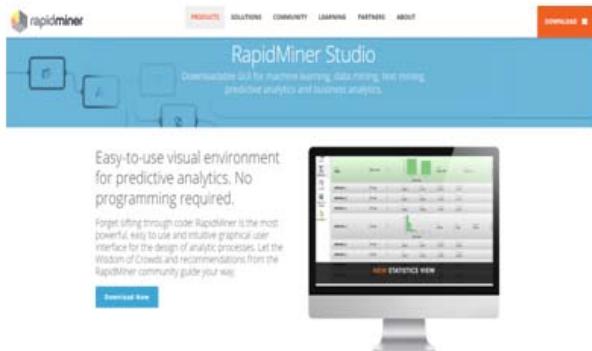 rapidminer
PRODUCTS SOLUTIONS COMMUNITY LEARNING PARTNERS ABOUT
DOWNLOAD
RapidMiner Studio
Downloadable GUI for machine learning, data mining, text mining,
predictive analytics and business analytics.
Easy-to-use visual environment
for predictive analytics. No
programming required.
Forget sifting through code! RapidMiner is the most
powerful, easy to use and intuitive graphical user
interface for the design of analytic processes. Let the
Wisdom of Crowds and recommendations from the
RapidMiner community guide your way.
Download Now
NEW STATISTICS VIEW